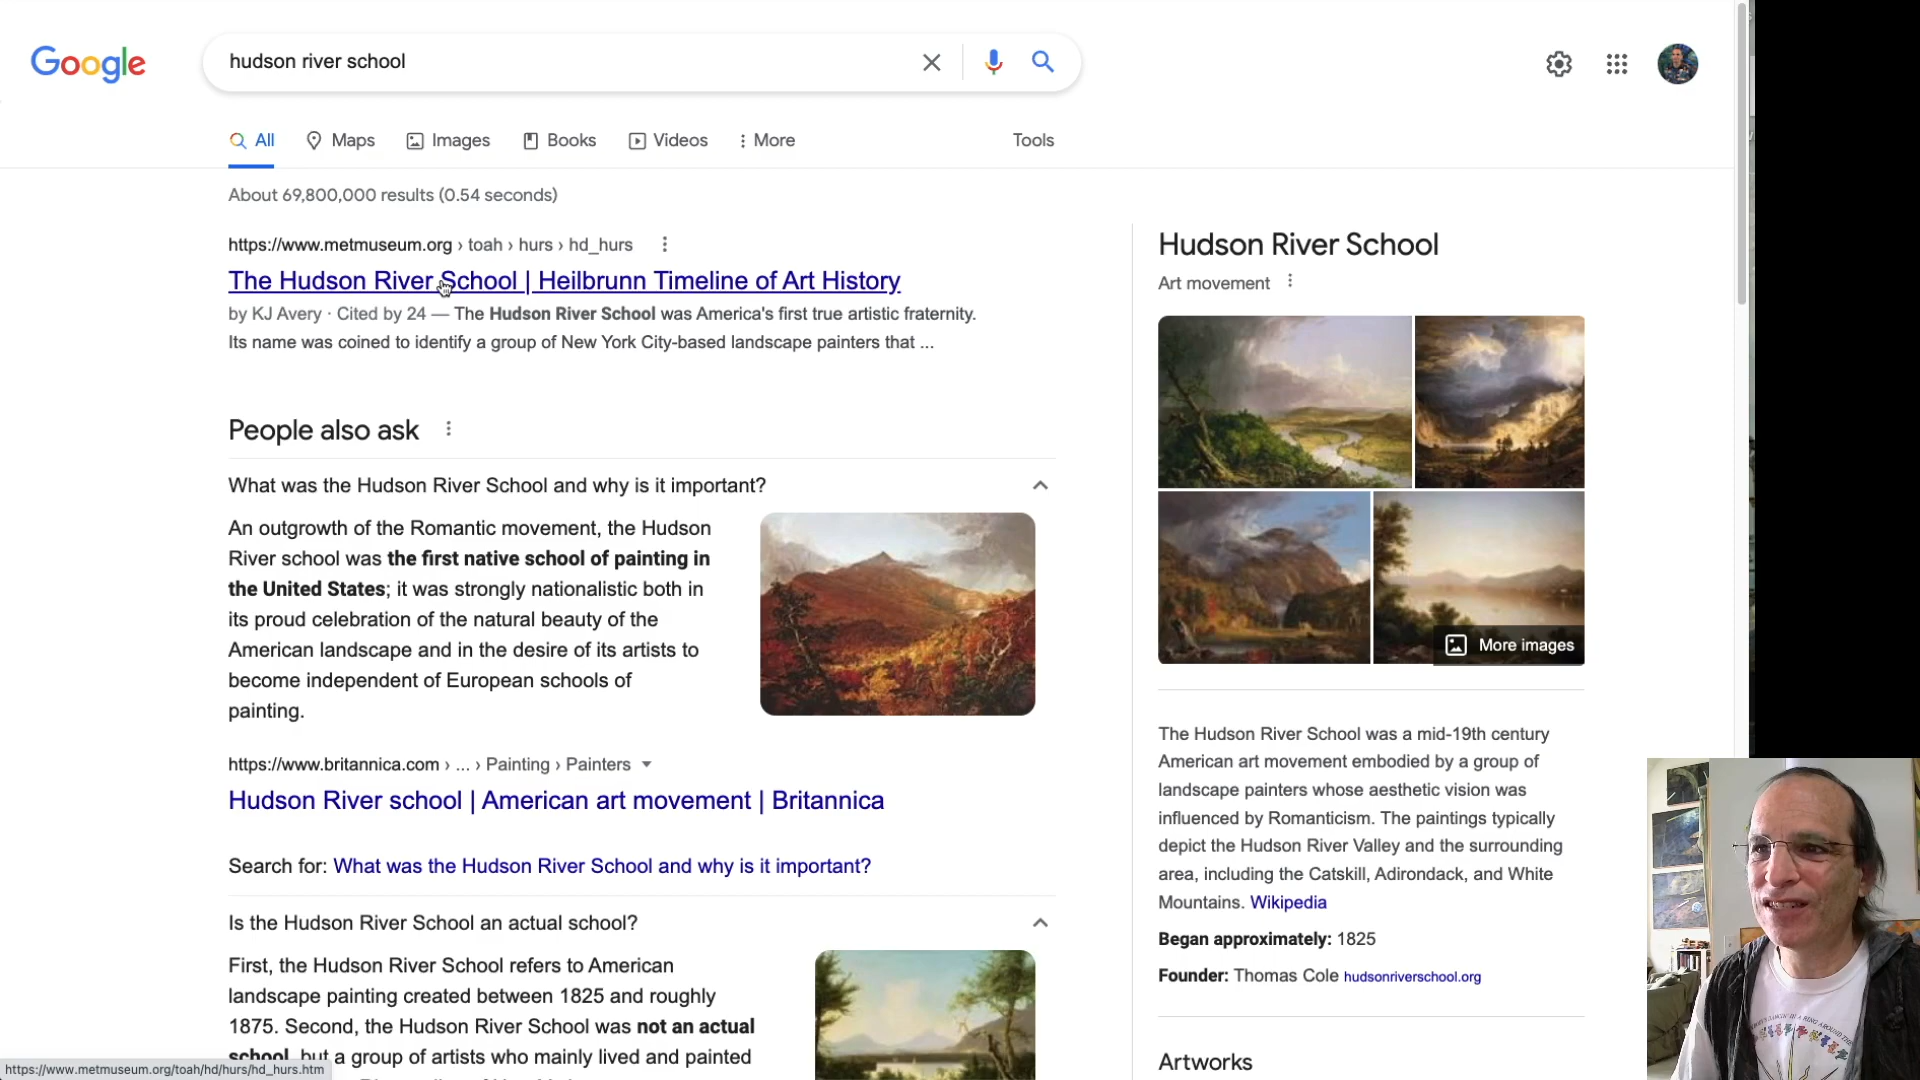 Google
hudson river school
All
Maps
Images
Books
Videos
More
Tools
About 69,800,000 results (0.54 seconds)
https://www.metmuseum.org › toah › hurs › hd_hurs
The Hudson River School | Heilbrunn Timeline of Art History
by KJ Avery · Cited by 24 — The Hudson River School was America's first true artistic fraternity.
Its name was coined to identify a group of New York City-based landscape painters that ...
People also ask
What was the Hudson River School and why is it important?
An outgrowth of the Romantic movement, the Hudson
River school was the first native school of painting in
the United States; it was strongly nationalistic both in
its proud celebration of the natural beauty of the
American landscape and in the desire of its artists to
become independent of European schools of
painting.
https://www.britannica.com › ... › Painting › Painters
Hudson River school | American art movement | Britannica
Search for: What was the Hudson River School and why is it important?
Is the Hudson River School an actual school?
First, the Hudson River School refers to American
landscape painting created between 1825 and roughly
1875. Second, the Hudson River School was not an actual
school, but a group of artists who mainly lived and painted
https://www.metmuseum.org/toah/hd/hurs/hd_hurs.htm
Hudson River School
Art movement
More images
The Hudson River School was a mid-19th century
American art movement embodied by a group of
landscape painters whose aesthetic vision was
influenced by Romanticism. The paintings typically
depict the Hudson River Valley and the surrounding
area, including the Catskill, Adirondack, and White
Mountains. Wikipedia
Began approximately: 1825
Founder: Thomas Cole hudsonriverschool.org
Artworks